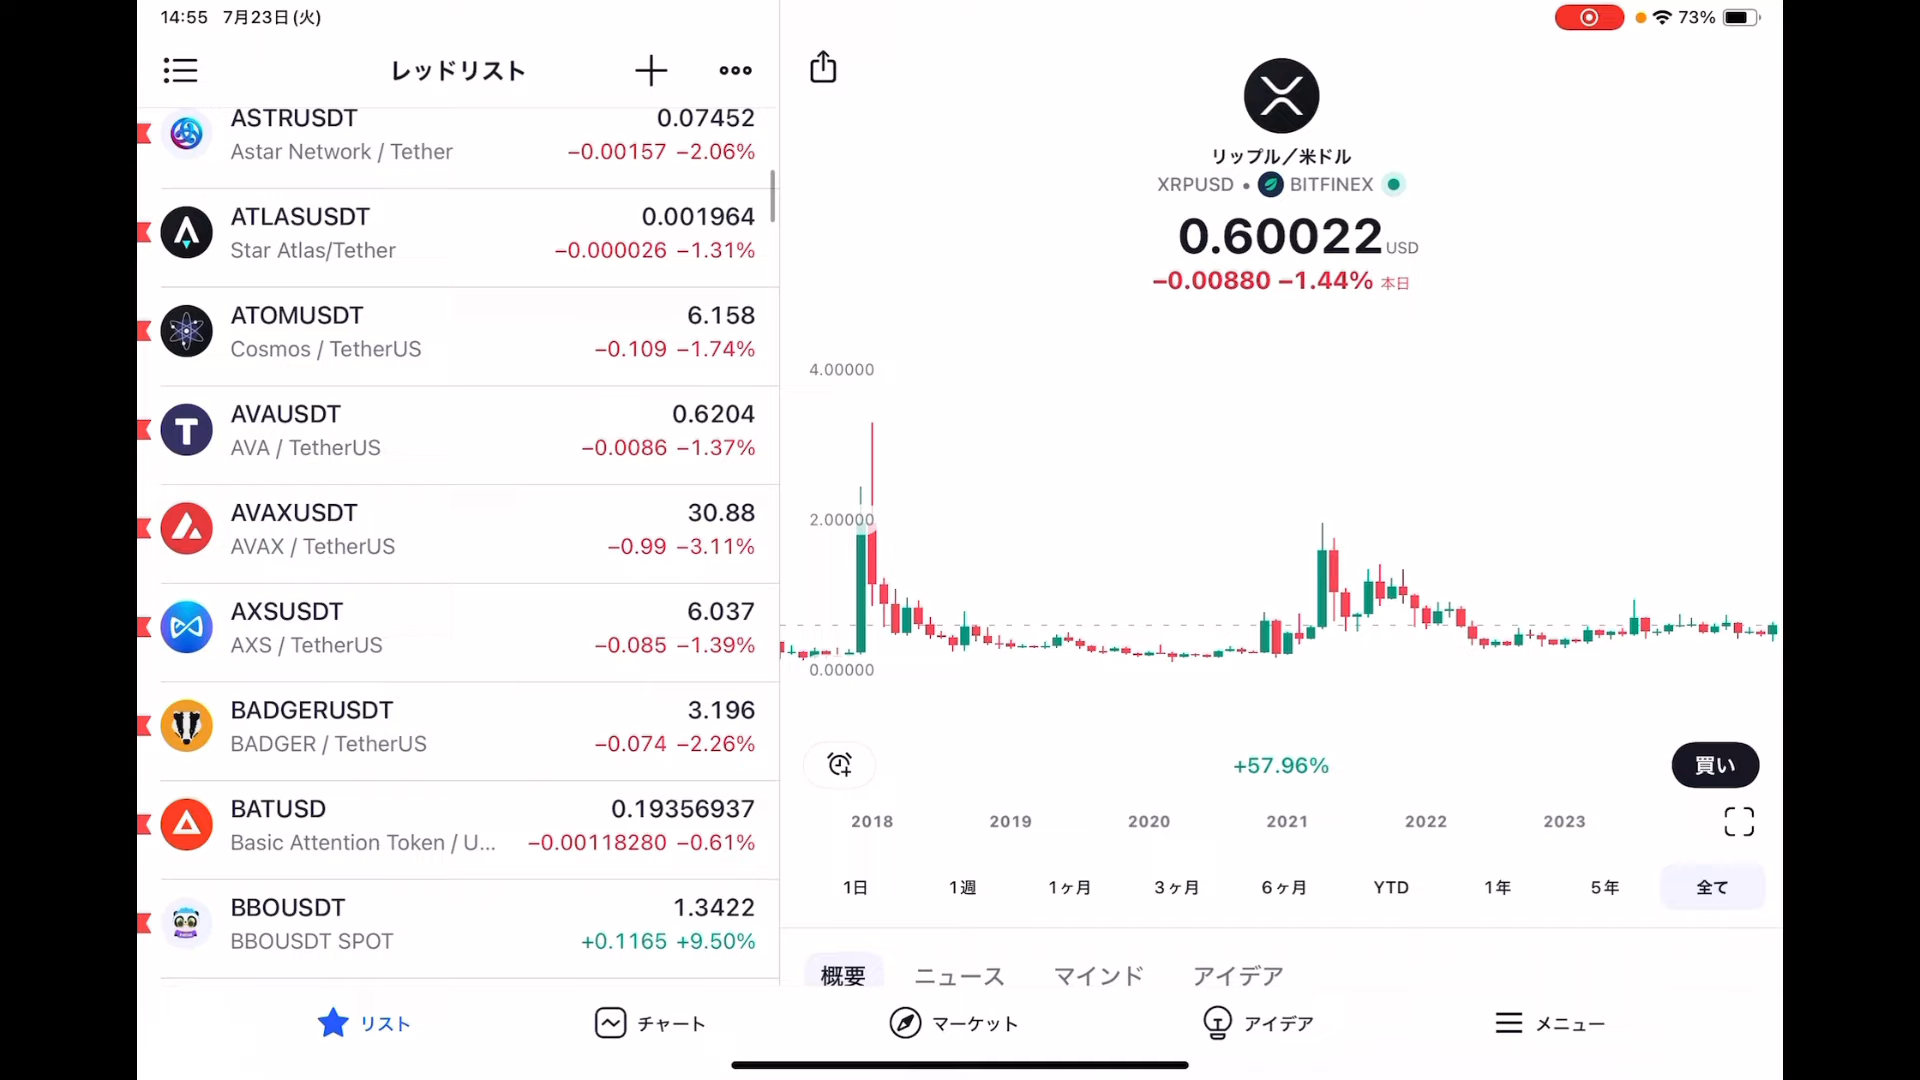 14:55 7月23日(火)
73%
レッドリスト
ASTRUSDT 0.07452
Astar Network / Tether −0.00157 −2.06%
ATLASUSDT 0.001964
Star Atlas/Tether −0.000026 −1.31%
ATOMUSDT 6.158
Cosmos / TetherUS −0.109 −1.74%
AVAUSDT 0.6204
AVA / TetherUS −0.0086 −1.37%
AVAXUSDT 30.88
AVAX / TetherUS −0.99 −3.11%
AXSUSDT 6.037
AXS / TetherUS −0.085 −1.39%
BADGERUSDT 3.196
BADGER / TetherUS −0.074 −2.26%
BATUSD 0.19356937
Basic Attention Token / U... −0.00118280 −0.61%
BBOUSDT 1.3422
BBOUSDT SPOT +0.1165 +9.50%
リップル／米ドル
XRPUSD • BITFINEX
0.60022 USD
−0.00880 −1.44% 本日
4.00000
2.00000
0.00000
+57.96%
買い
2018 2019 2020 2021 2022 2023
1日 1週 1ヶ月 3ヶ月 6ヶ月 YTD 1年 5年 全て
概要 ニュース マインド アイデア
リスト チャート マーケット アイデア メニュー